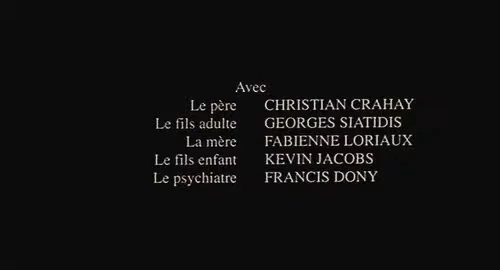 Avec
Le père CHRISTIAN CRAHAY
Le fils adulte GEORGES SIATIDIS
La mère FABIENNE LORIAUX
Le fils enfant KEVIN JACOBS
Le psychiatre FRANCIS DONY